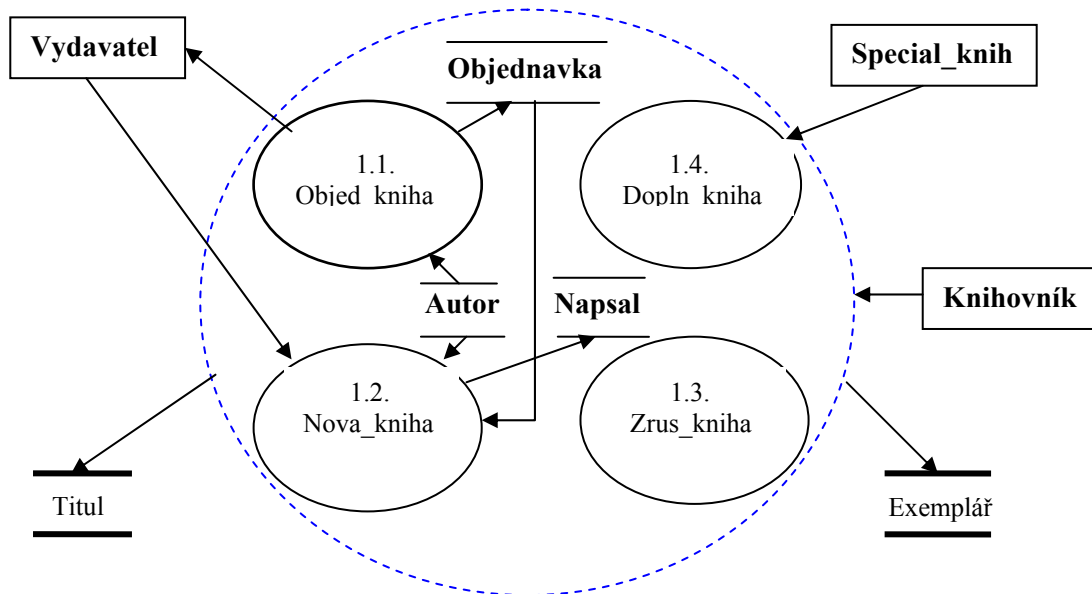 Vydavatel
Objednavka
Special_knih
1.1.
Objed_kniha
1.4.
Dopln_kniha
Autor
Napsal
Knihovník
1.2.
Nova_kniha
1.3.
Zrus_kniha
Titul
Exemplář